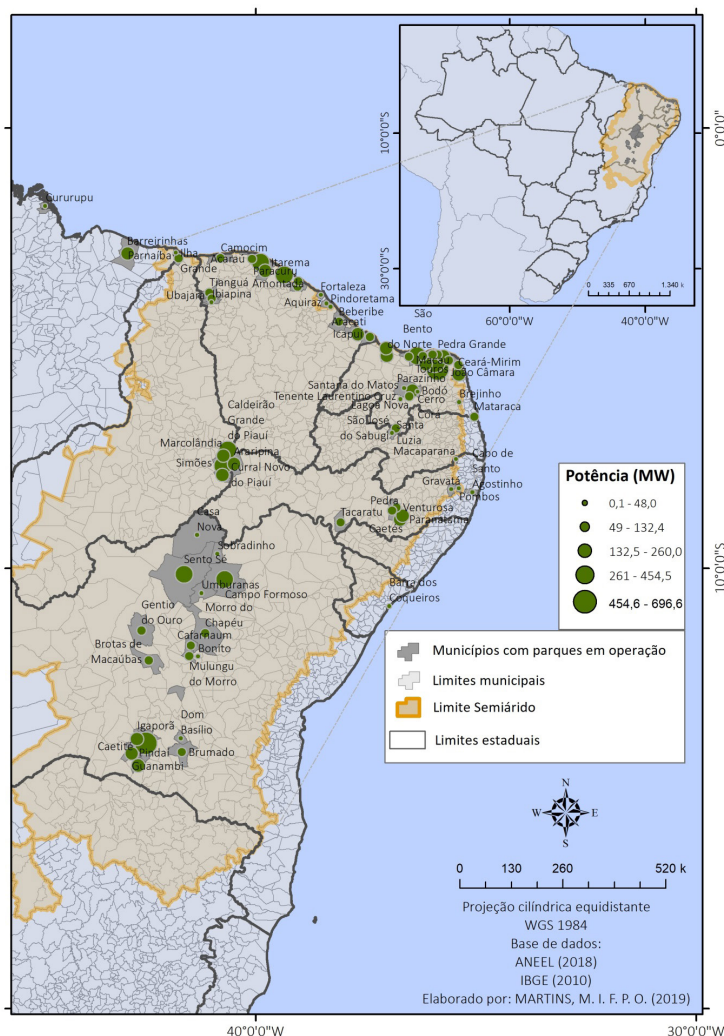 10°0'0"S
0°0'0"
30°0'0"S
0 335 670 1.340 k
60°0'0"W
40°0'0"W
Gururupu
Barreirinhas
Parnaíba
Ilha
Grande
Camocim
Acaraú
Itarema
Paracuru
Amontada
Tianguá
Ubajara
Ibiapina
Fortaleza
Aquiraz
Pindoretama
Beberibe
Aracati
Icapuí
São
Bento
do Norte
Pedra Grande
Macau
Ceará-Mirim
Touros
João Câmara
Parazinho
Santana do Matos
Bodó
Brejinho
Tenente Laurentino Cruz
Cerro
Lagoa Nova
Corá
Mataraca
São José
do Sabugi
Santa
Luzia
Macaparana
Caldeirão
Grande
do Piauí
Marcolândia
Araripina
Simões
Curral Novo
do Piauí
Cabo de
Santo
Agostinho
Gravatá
Pombos
Pedra
Venturosa
Tacaratu
Paranatama
Caetés
Casa
Nova
Sobradinho
Sento Sé
Umburanas
Campo Formoso
Barra dos
Coqueiros
Gentio
do Ouro
Morro do
Chapéu
Cafarnaum
Brotas de
Macaúbas
Bonito
Mulungu
do Morro
Dom
Basílio
Igaporã
Caetité
Pindaí
Brumado
Guanambi
Potência (MW)
0,1 - 48,0
49 - 132,4
132,5 - 260,0
261 - 454,5
454,6 - 696,6
10°0'0"S
Municípios com parques em operação
Limites municipais
Limite Semiárido
Limites estaduais
N
W E
S
0 130 260 520 k
Projeção cilíndrica equidistante
WGS 1984
Base de dados:
ANEEL (2018)
IBGE (2010)
Elaborado por: MARTINS, M. I. F. P. O. (2019)
40°0'0"W
30°0'0"W